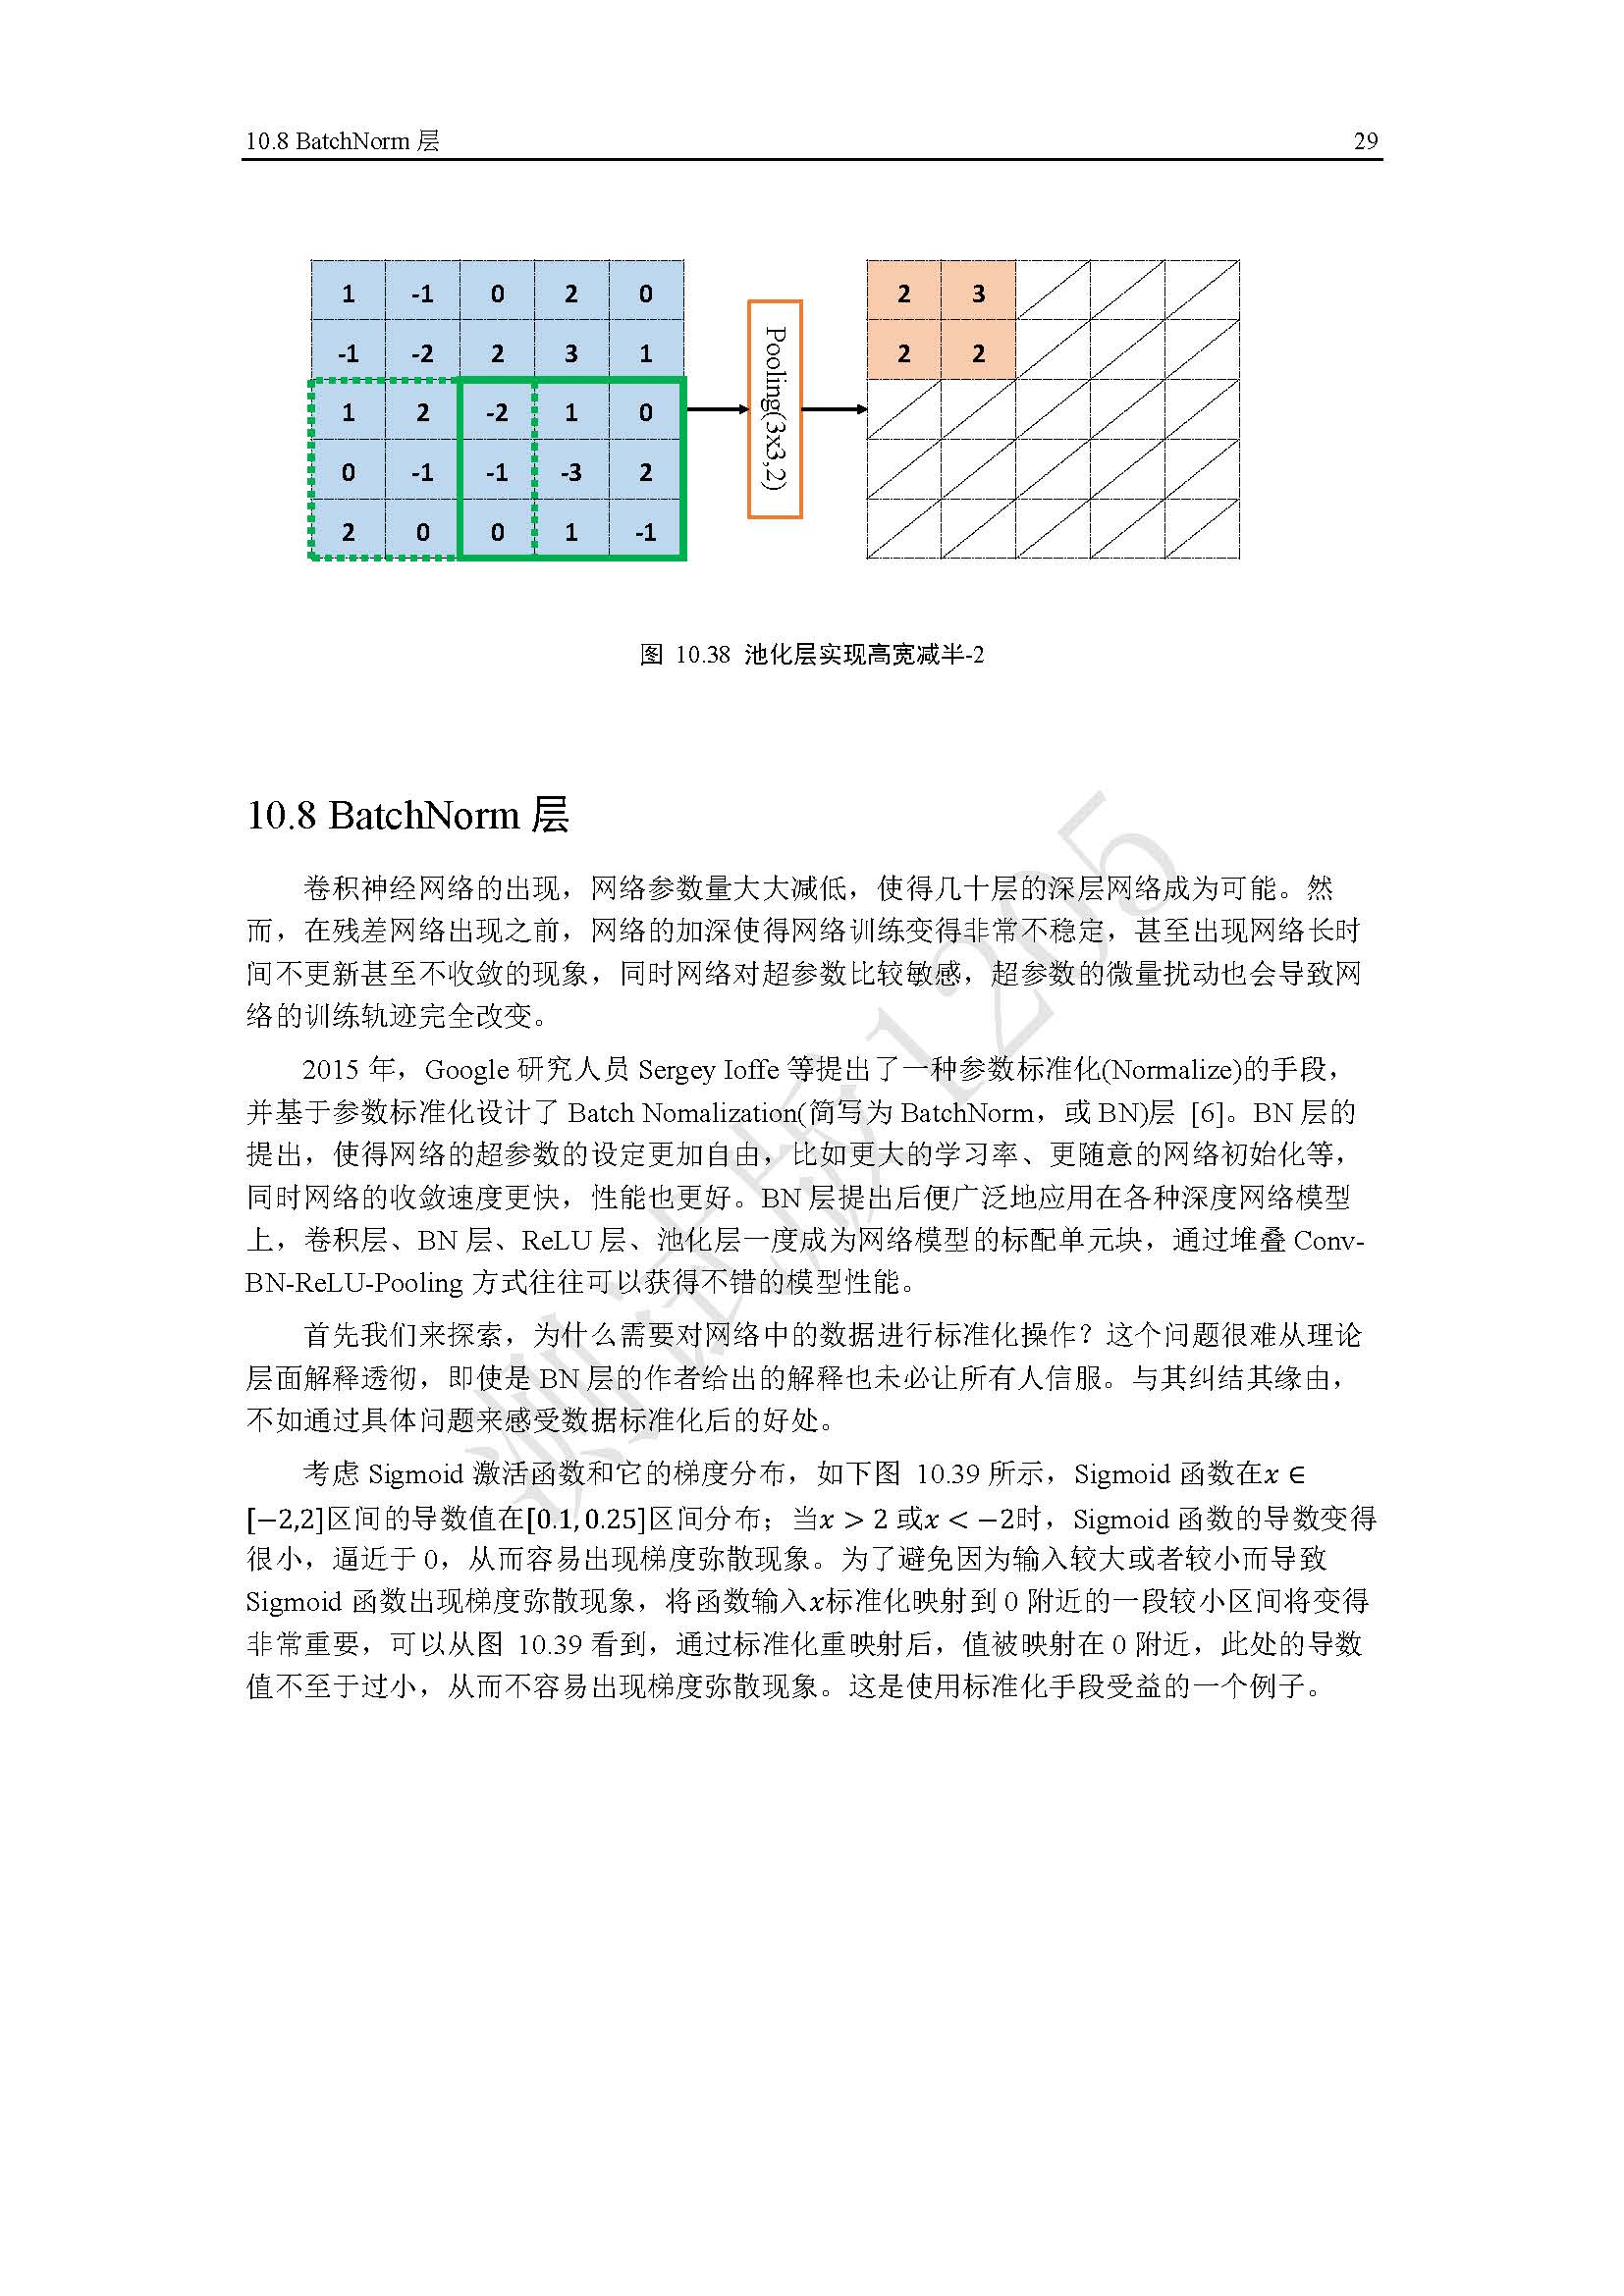 10.8 BatchNorm 层 29
1 -1 0 2 0
-1 -2 2 3 1
1 2 -2 1 0
0 -1 -1 -3 2
2 0 0 1 -1
Pooling(3x3,2)
2 3
2 2
图 10.38 池化层实现高宽减半-2
10.8 BatchNorm 层
卷积神经网络的出现，网络参数量大大减低，使得几十层的深层网络成为可能。然
而，在残差网络出现之前，网络的加深使得网络训练变得非常不稳定，甚至出现网络长时
间不更新甚至不收敛的现象，同时网络对超参数比较敏感，超参数的微量扰动也会导致网
络的训练轨迹完全改变。
2015 年，Google 研究人员 Sergey Ioffe 等提出了一种参数标准化(Normalize)的手段，
并基于参数标准化设计了 Batch Nomalization(简写为 BatchNorm，或 BN)层 [6]。BN 层的
提出，使得网络的超参数的设定更加自由，比如更大的学习率、更随意的网络初始化等，
同时网络的收敛速度更快，性能也更好。BN 层提出后便广泛地应用在各种深度网络模型
上，卷积层、BN 层、ReLU 层、池化层一度成为网络模型的标配单元块，通过堆叠 Conv-
BN-ReLU-Pooling 方式往往可以获得不错的模型性能。
首先我们来探索，为什么需要对网络中的数据进行标准化操作？这个问题很难从理论
层面解释透彻，即使是 BN 层的作者给出的解释也未必让所有人信服。与其纠结其缘由，
不如通过具体问题来感受数据标准化后的好处。
考虑 Sigmoid 激活函数和它的梯度分布，如下图 10.39 所示，Sigmoid 函数在x ∈
[−2,2]区间的导数值在[0.1, 0.25]区间分布；当x > 2 或x < −2时，Sigmoid 函数的导数变得
很小，逼近于 0，从而容易出现梯度弥散现象。为了避免因为输入较大或者较小而导致
Sigmoid 函数出现梯度弥散现象，将函数输入x标准化映射到 0 附近的一段较小区间将变得
非常重要，可以从图 10.39 看到，通过标准化重映射后，值被映射在 0 附近，此处的导数
值不至于过小，从而不容易出现梯度弥散现象。这是使用标准化手段受益的一个例子。
测试版1205